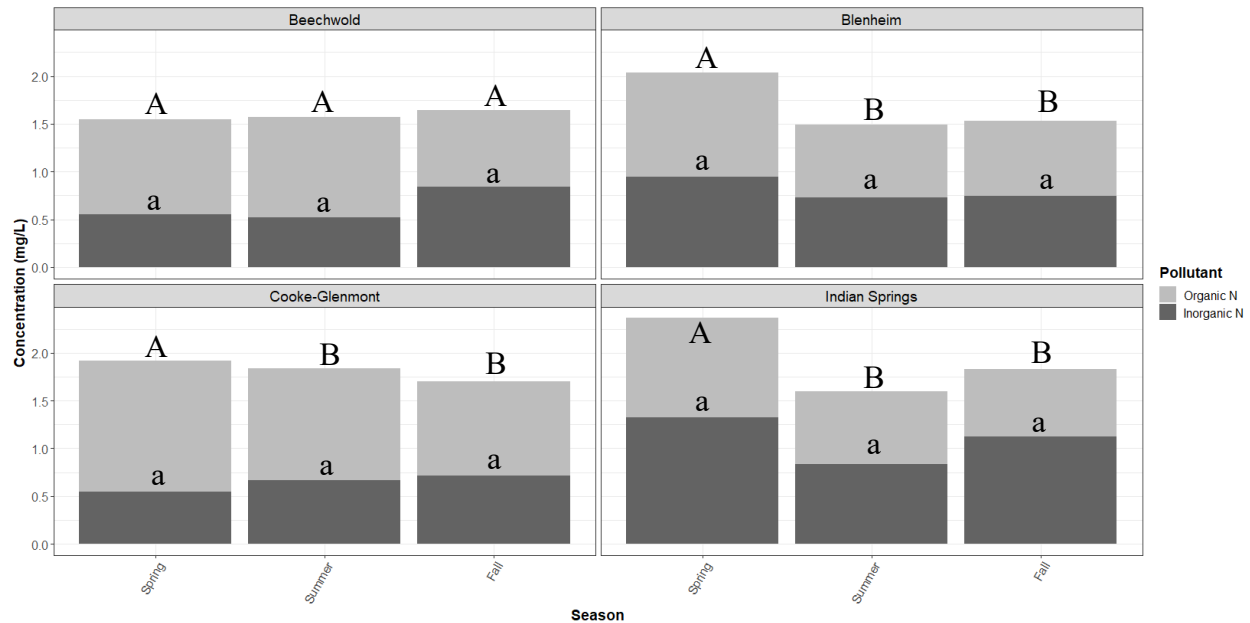 Beechwold
Blenheim
2.0
1.5
1.0
0.5
0.0
A A A
a a a
A B B
a a a
Cooke-Glenmont
Indian Springs
2.0
1.5
1.0
0.5
0.0
A B B
a a a
A B B
a a a
Concentration (mg/L)
Spring Summer Fall
Spring Summer Fall
Season
Pollutant
Organic N
Inorganic N